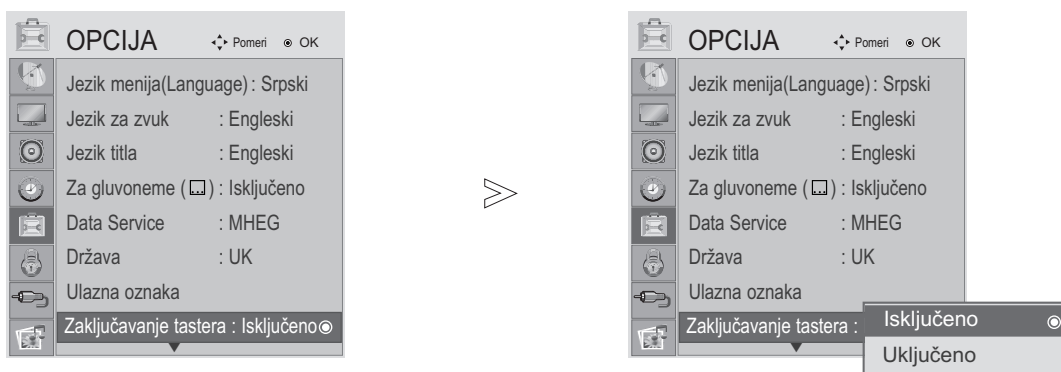 OPCIJA Pomeri OK
Jezik menija(Language) : Srpski
Jezik za zvuk : Engleski
Jezik titla : Engleski
Za gluvoneme ( ) : Isključeno
Data Service : MHEG
Država : UK
Ulazna oznaka
Zaključavanje tastera : Isključeno
OPCIJA Pomeri OK
Jezik menija(Language) : Srpski
Jezik za zvuk : Engleski
Jezik titla : Engleski
Za gluvoneme ( ) : Isključeno
Data Service : MHEG
Država : UK
Ulazna oznaka
Zaključavanje tastera :
Isključeno
Uključeno